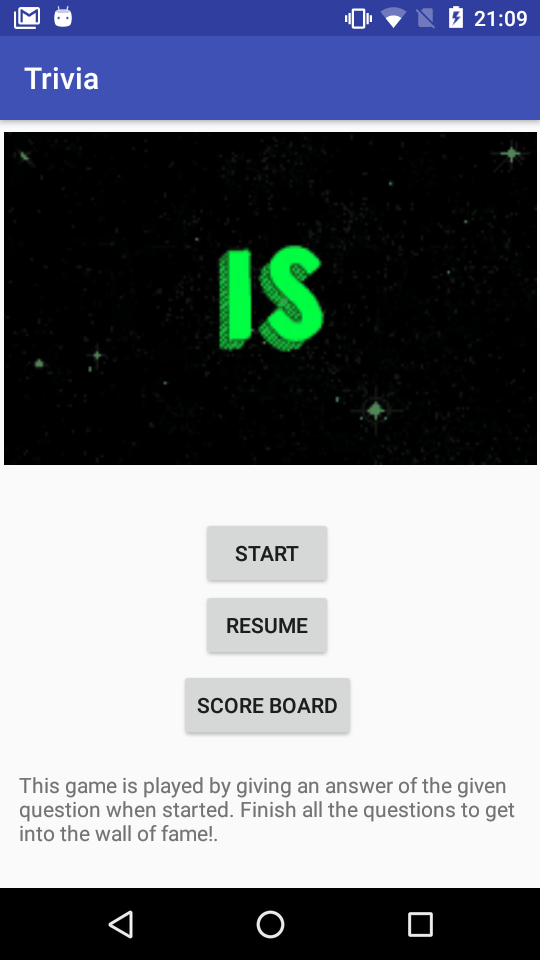 21:09
Trivia
IS
START
RESUME
SCORE BOARD
This game is played by giving an answer of the given
question when started. Finish all the questions to get
into the wall of fame!.